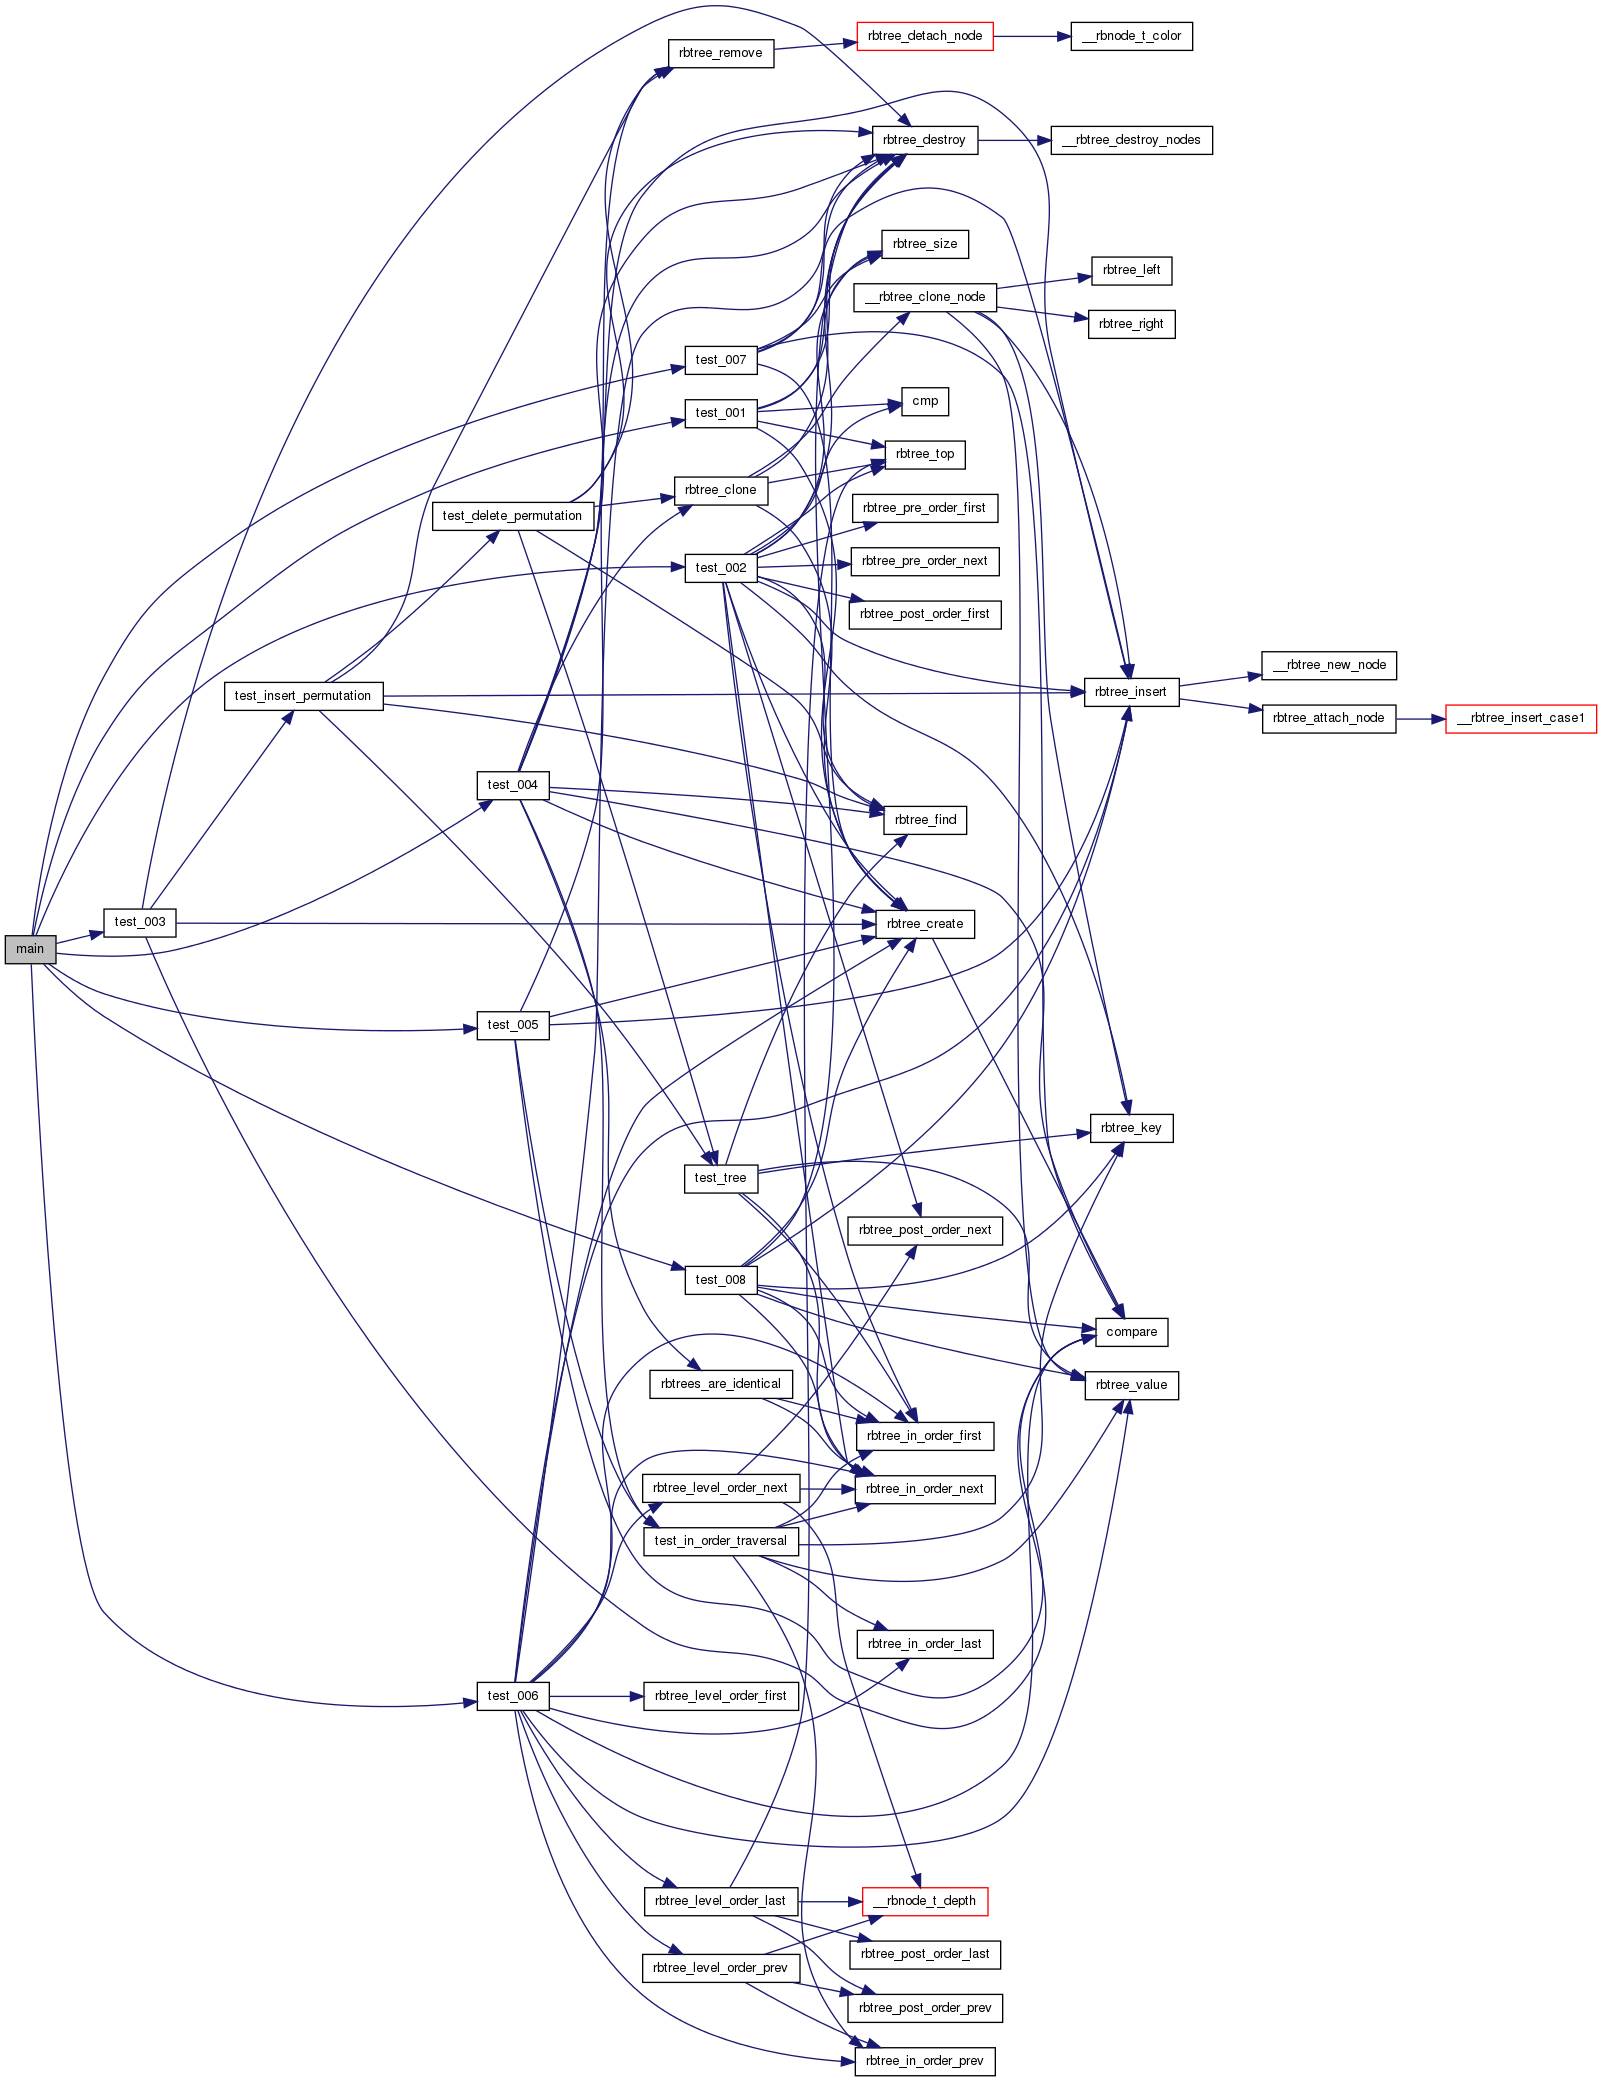 rbtree_detach_node
__rbnode_t_color
rbtree_remove
rbtree_destroy
__rbtree_destroy_nodes
rbtree_size
rbtree_left
__rbtree_clone_node
rbtree_right
test_007
cmp
test_001
rbtree_top
rbtree_clone
rbtree_pre_order_first
test_delete_permutation
rbtree_pre_order_next
test_002
rbtree_post_order_first
__rbtree_new_node
test_insert_permutation
rbtree_insert
rbtree_attach_node
__rbtree_insert_case1
test_004
rbtree_find
test_003
rbtree_create
main
test_005
rbtree_key
test_tree
rbtree_post_order_next
test_008
compare
rbtrees_are_identical
rbtree_value
rbtree_in_order_first
rbtree_level_order_next
rbtree_in_order_next
test_in_order_traversal
rbtree_in_order_last
test_006
rbtree_level_order_first
rbtree_level_order_last
__rbnode_t_depth
rbtree_post_order_last
rbtree_level_order_prev
rbtree_post_order_prev
rbtree_in_order_prev